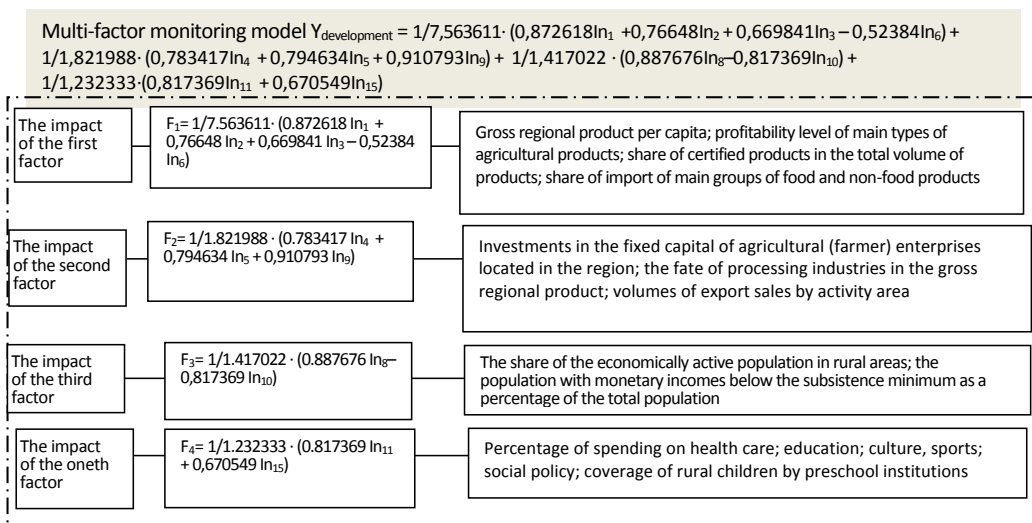 Multi-factor monitoring model Ydevelopment = 1/7,563611· (0,872618In₁ +0,76648In₂ + 0,669841In₃ – 0,52384In₆) +
1/1,821988· (0,783417In₄ + 0,794634In₅ + 0,910793In₉) + 1/1,417022 · (0,887676In₈–0,817369In₁₀) +
1/1,232333·(0,817369In₁₁ + 0,670549In₁₅)
The impact
of the first
factor
F₁= 1/7.563611· (0.872618 In₁ +
0,76648 In₂ + 0,669841 In₃ – 0,52384
In₆)
Gross regional product per capita; profitability level of main types of
agricultural products; share of certified products in the total volume of
products; share of import of main groups of food and non-food products
The impact
of the second
factor
F₂= 1/1.821988 · (0.783417 In₄ +
0,794634 In₅ + 0,910793 In₉)
Investments in the fixed capital of agricultural (farmer) enterprises
located in the region; the fate of processing industries in the gross
regional product; volumes of export sales by activity area
The impact
of the third
factor
F₃= 1/1.417022 · (0.887676 In₈–
0,817369 In₁₀)
The share of the economically active population in rural areas; the
population with monetary incomes below the subsistence minimum as a
percentage of the total population
The impact
of the oneth
factor
F₄= 1/1.232333 · (0.817369 In₁₁
+ 0,670549 In₁₅)
Percentage of spending on health care; education; culture, sports;
social policy; coverage of rural children by preschool institutions